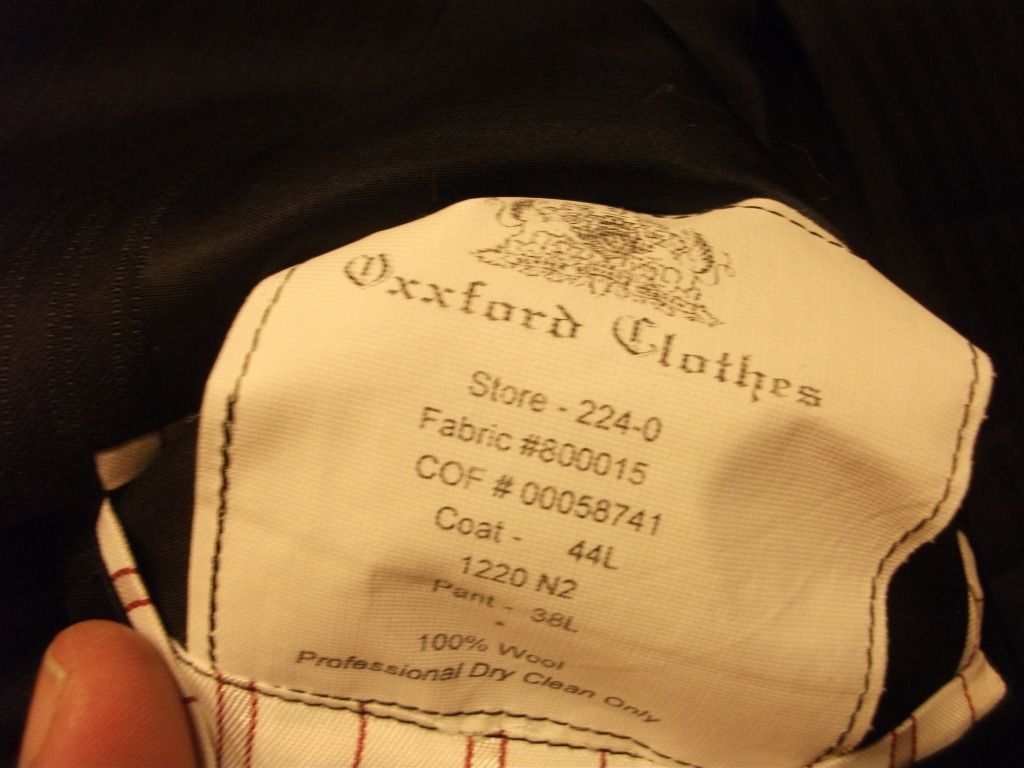 Oxxford Clothes
Store - 224-0
Fabric #800015
COF # 00058741
Coat - 44L
1220 N2
Pant - 38L
-
100% Wool
Professional Dry Clean Only